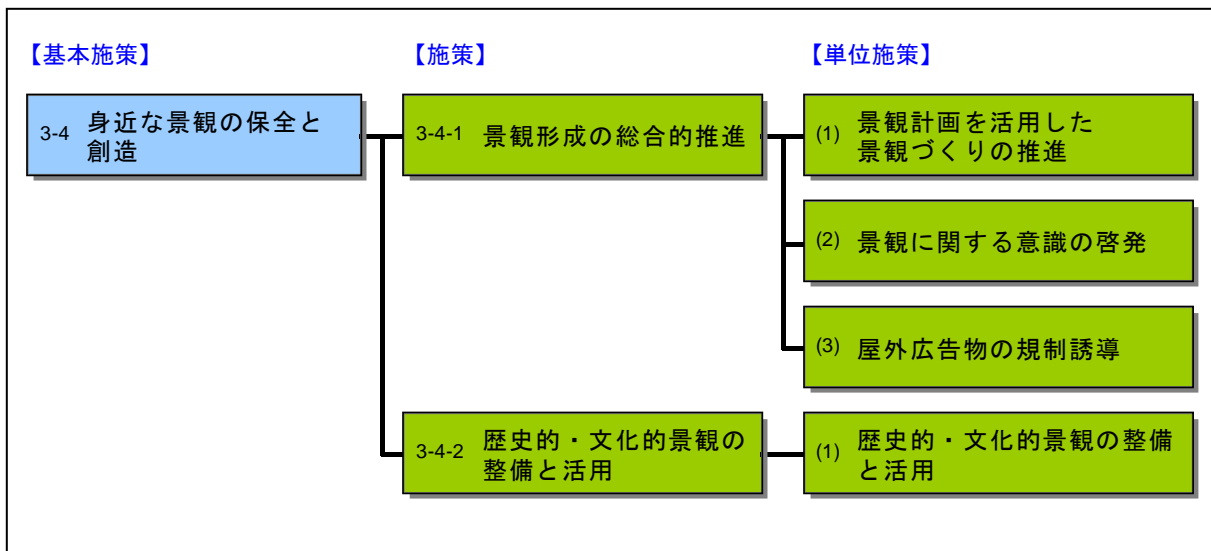 【基本施策】
【施策】
【単位施策】
3-4 身近な景観の保全と
創造
3-4-1 景観形成の総合的推進
(1) 景観計画を活用した
景観づくりの推進
(2) 景観に関する意識の啓発
(3) 屋外広告物の規制誘導
3-4-2 歴史的・文化的景観の
整備と活用
(1) 歴史的・文化的景観の整備
と活用